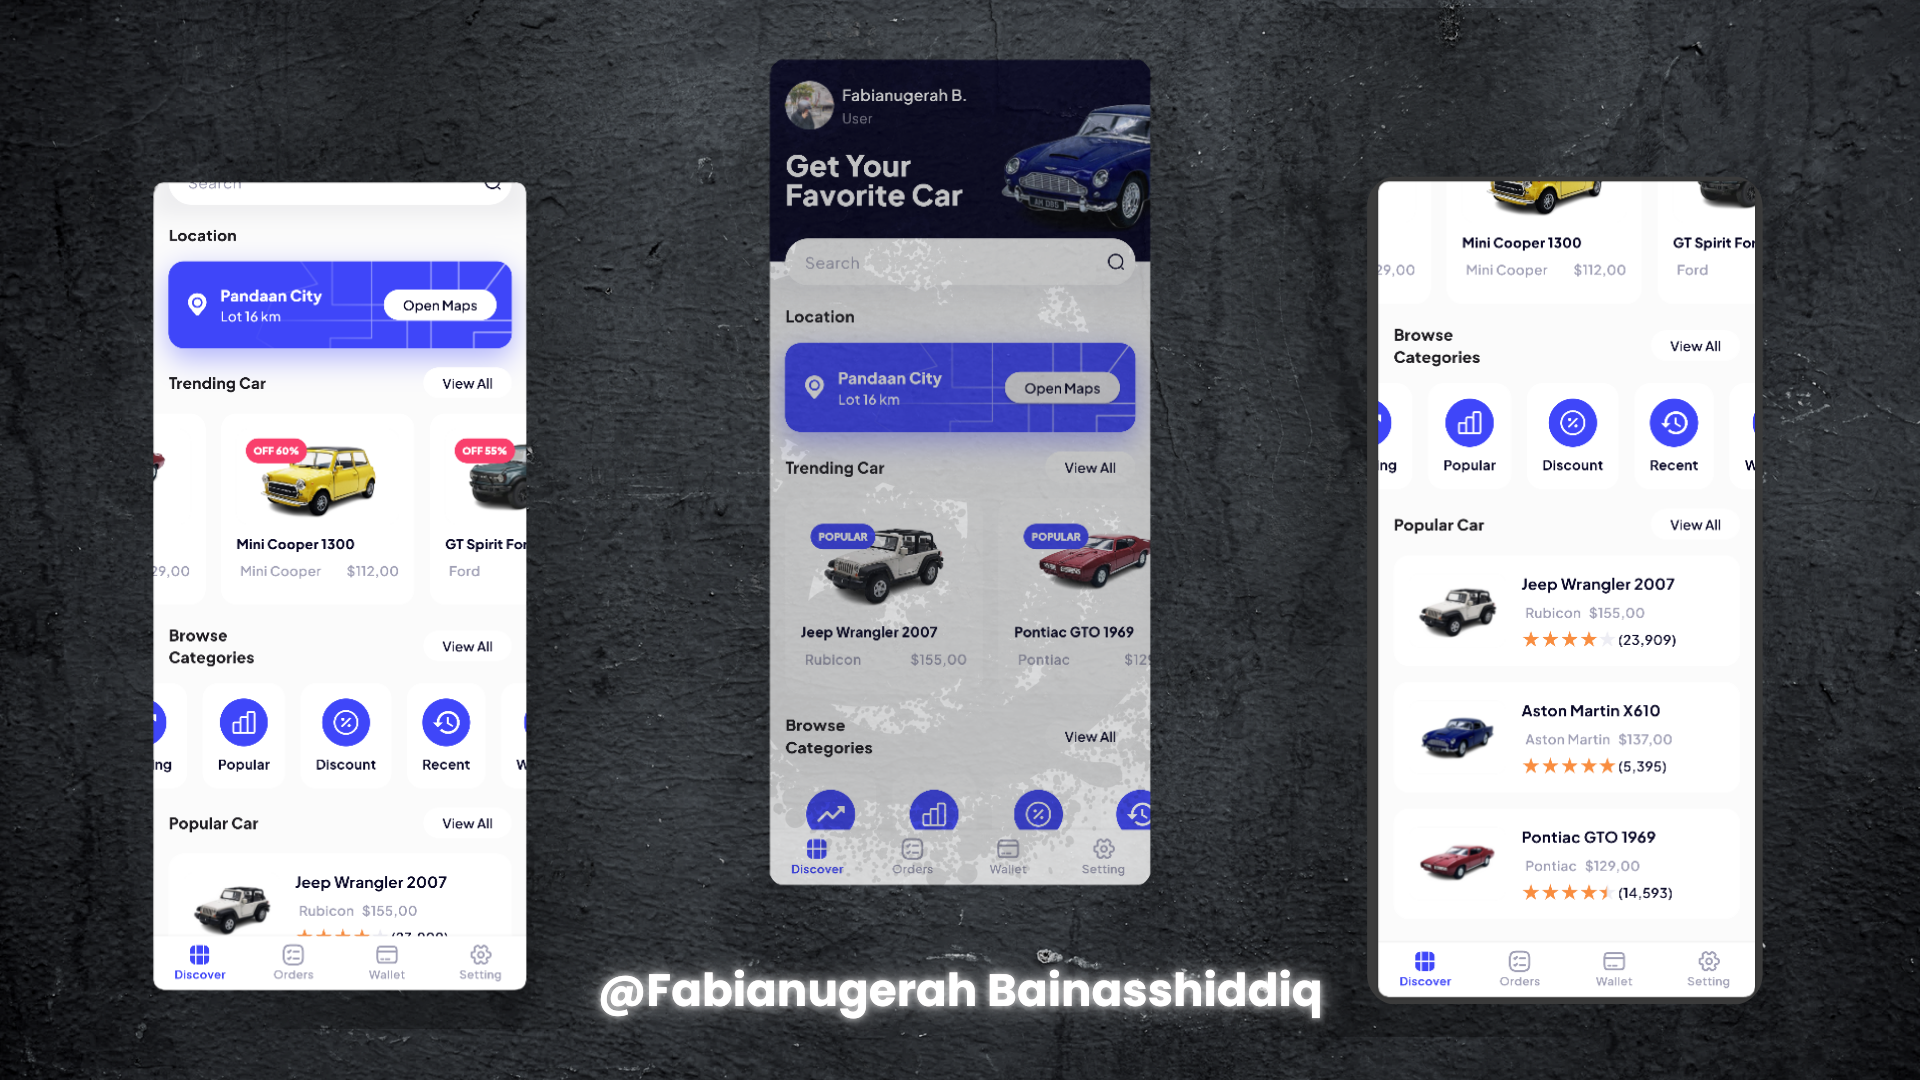 Search
Location
Pandaan City
Lot 16 km
Open Maps
Trending Car
View All
OFF 60%
OFF 55%
Mini Cooper 1300
GT Spirit For
29,00
Mini Cooper
$112,00
Ford
Browse
Categories
View All
ng
Popular
Discount
Recent
W
Popular Car
View All
Jeep Wrangler 2007
Rubicon $155,00
(23,909)
Discover
Orders
Wallet
Setting
Fabianugerah B.
User
Get Your
Favorite Car
AM DB5
Search
Location
Pandaan City
Lot 16 km
Open Maps
Trending Car
View All
POPULAR
POPULAR
Jeep Wrangler 2007
Pontiac GTO 1969
Rubicon
$155,00
Pontiac
$129
Browse
Categories
View All
Discover
Orders
Wallet
Setting
Mini Cooper 1300
GT Spirit For
29,00
Mini Cooper
$112,00
Ford
Browse
Categories
View All
ng
Popular
Discount
Recent
W
Popular Car
View All
Jeep Wrangler 2007
Rubicon $155,00
(23,909)
Aston Martin X610
Aston Martin $137,00
(5,395)
Pontiac GTO 1969
Pontiac $129,00
(14,593)
Discover
Orders
Wallet
Setting
@Fabianugerah Bainasshiddiq